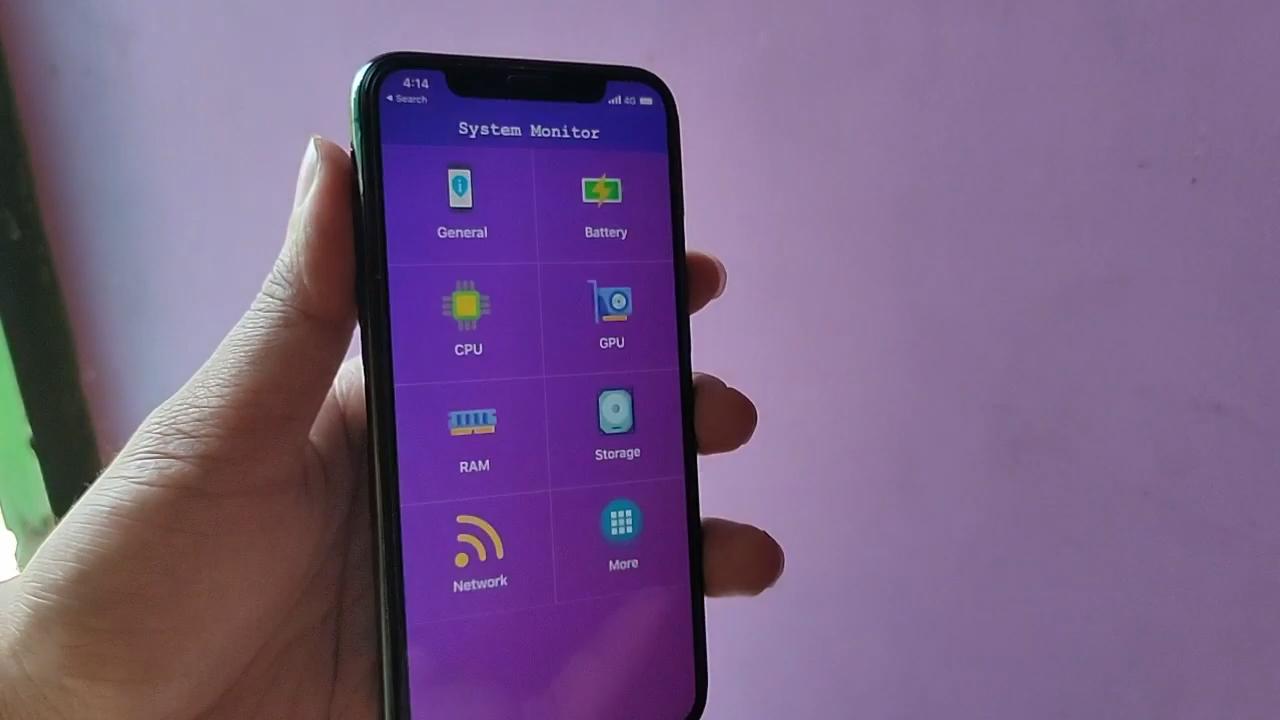 4:14
◀ Search
4G
System Monitor
General
Battery
CPU
GPU
RAM
Storage
Network
More